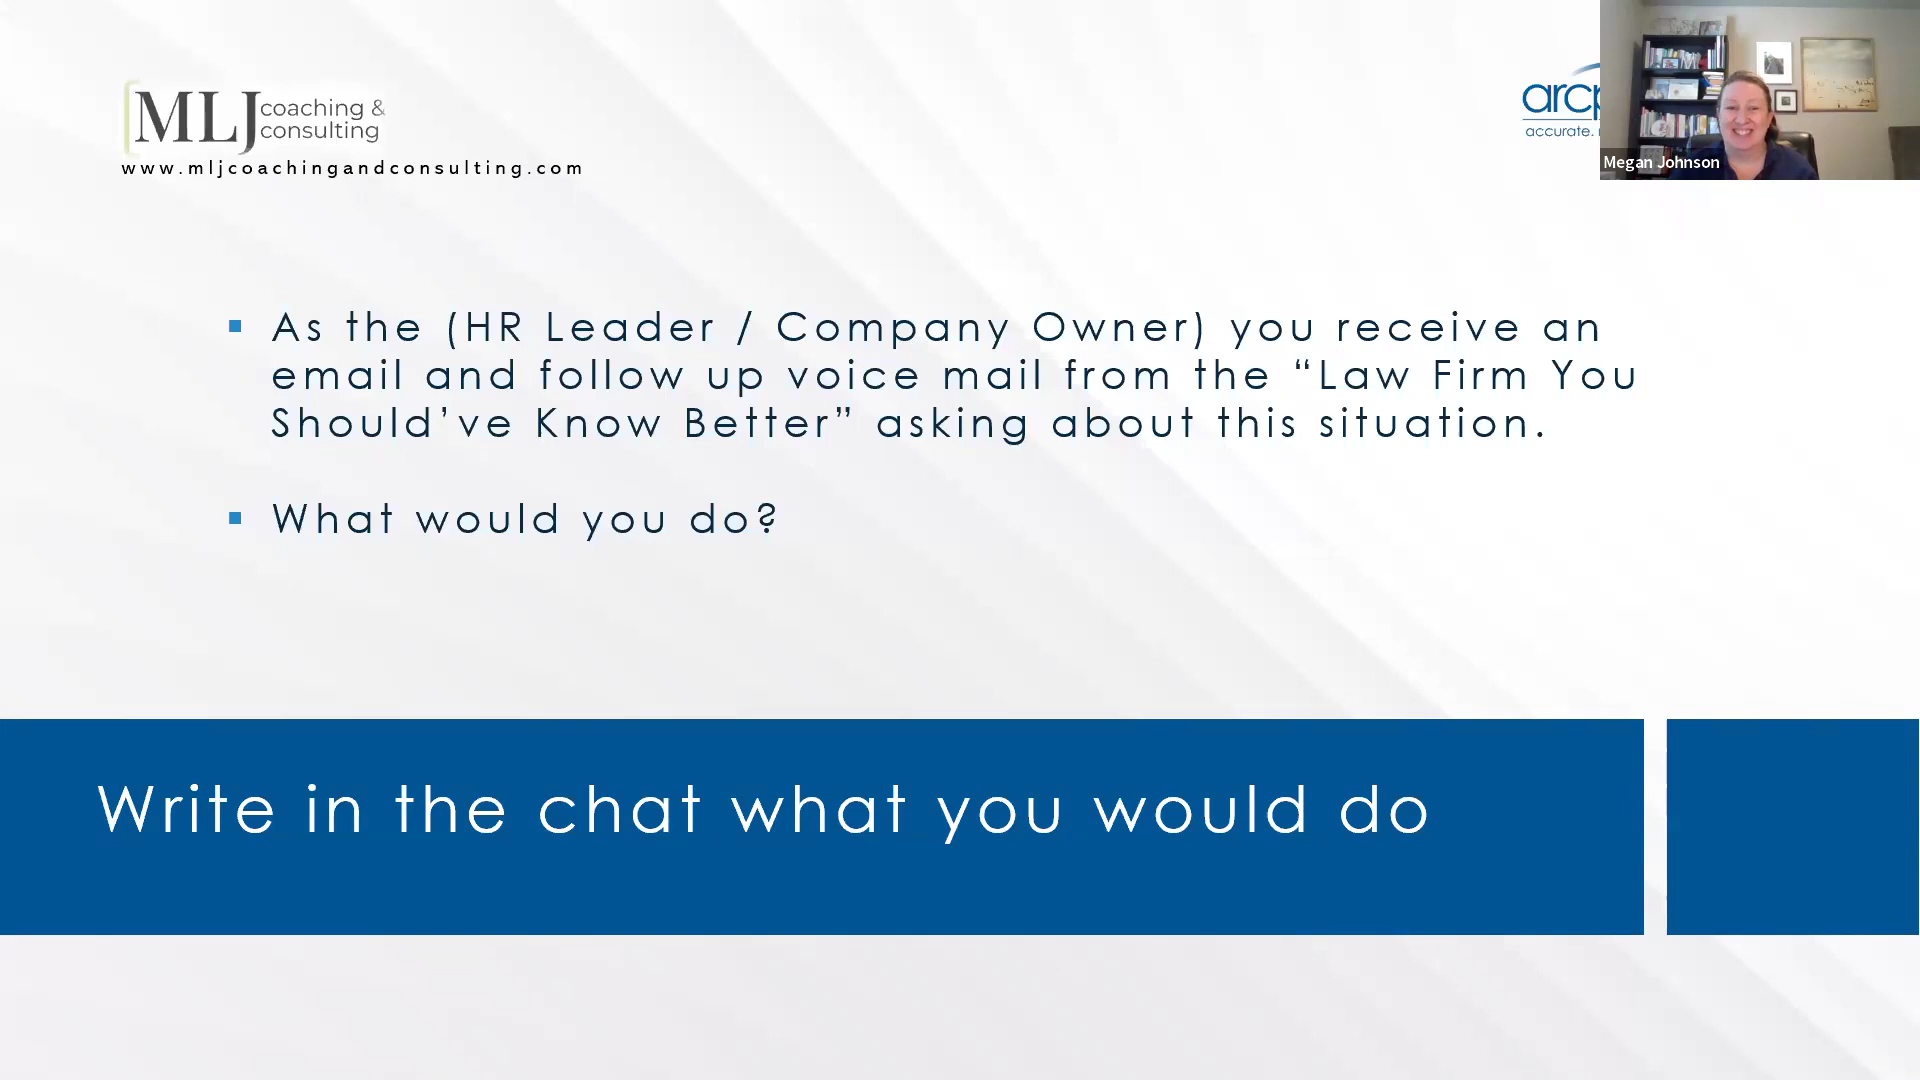 MLJ coaching &
consulting
www.mljcoachingandconsulting.com
accurate.
Megan Johnson
▪ As the (HR Leader / Company Owner) you receive an
email and follow up voice mail from the “Law Firm You
Should’ve Know Better” asking about this situation.
▪ What would you do?
Write in the chat what you would do